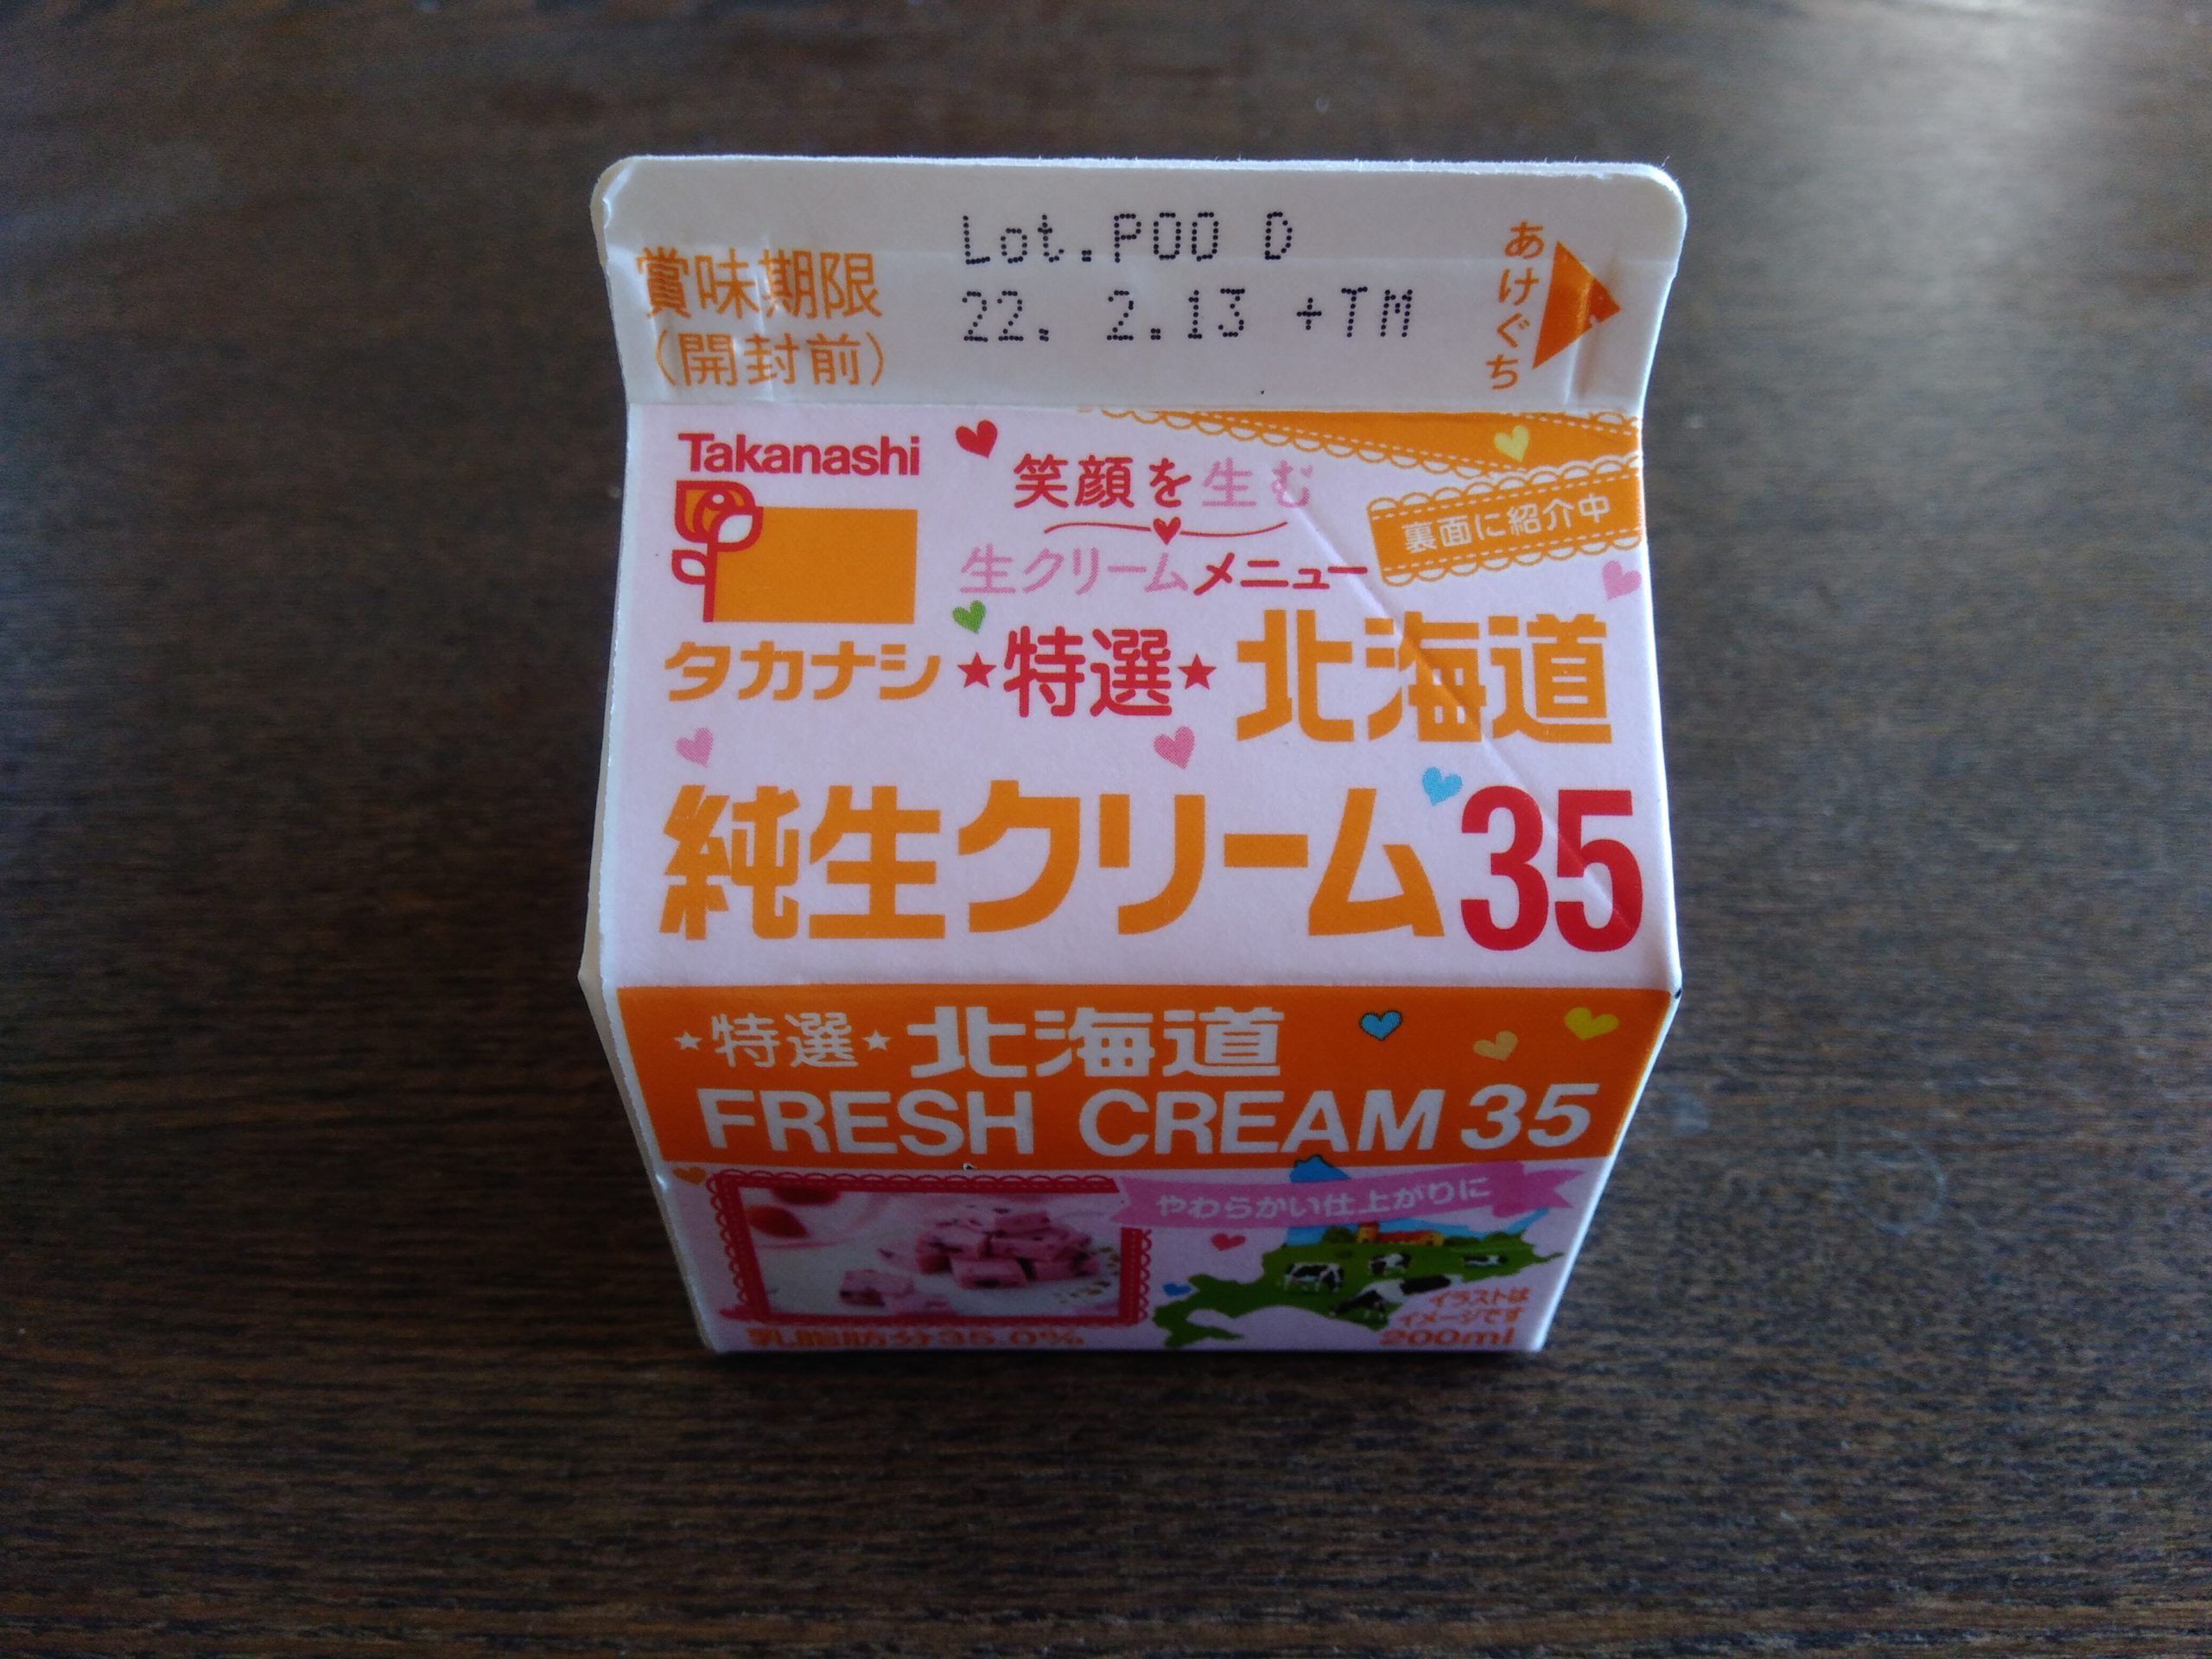 Lot.P00 D
賞味期限
22. 2.13 +TM
(開封前)
あけぐち
Takanashi
笑顔を生む
裏面に紹介中
生クリームメニュー
タカナシ ★特選★ 北海道
純生クリーム35
★特選★北海道
FRESH CREAM 35
やわらかい仕上がりに
イラストは
イメージです
乳脂肪分35.0%
200ml